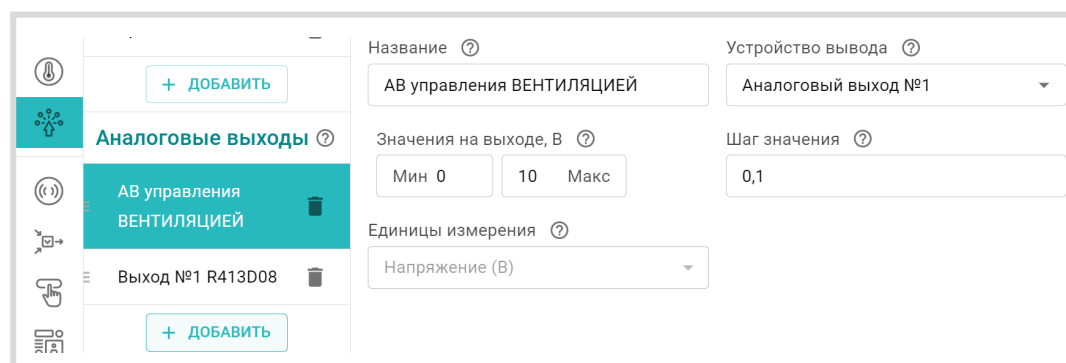 + ДОБАВИТЬ
Аналоговые выходы ?
АВ управления
ВЕНТИЛЯЦИЕЙ
Выход №1 R413D08
+ ДОБАВИТЬ
Название ?
АВ управления ВЕНТИЛЯЦИЕЙ
Устройство вывода ?
Аналоговый выход №1
Значения на выходе, В ?
Мин 0
10 Макс
Шаг значения ?
0,1
Единицы измерения ?
Напряжение (В)